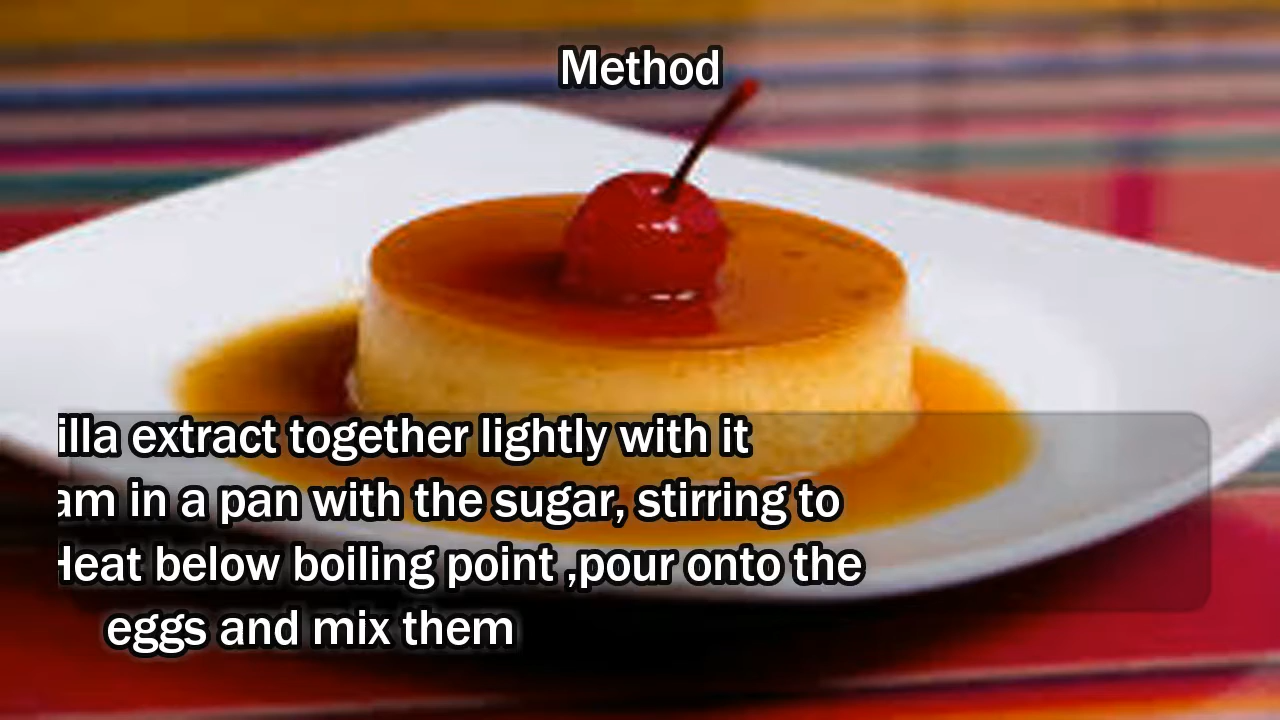 Method
illa extract together lightly with it
am in a pan with the sugar, stirring to
Heat below boiling point ,pour onto the
eggs and mix them